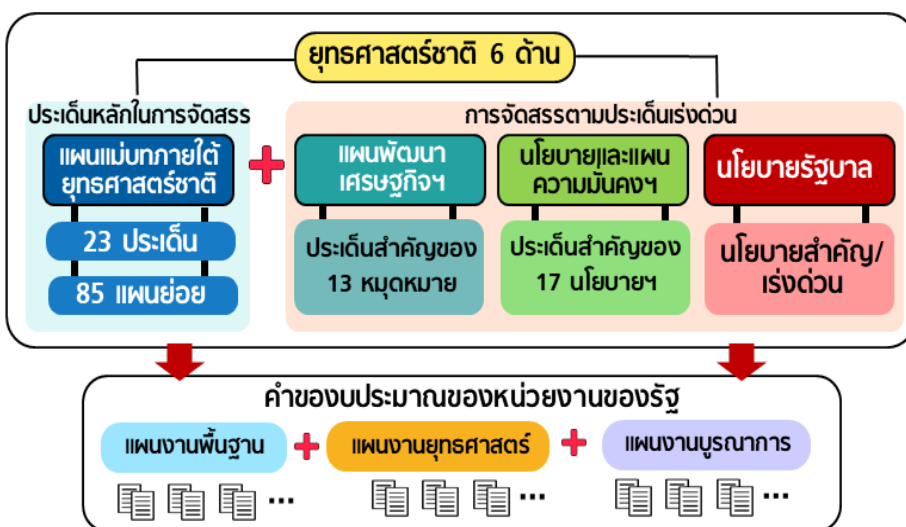 ยุทธศาสตร์ชาติ 6 ด้าน
ประเด็นหลักในการจัดสรร
แผนแม่บทภายใต้
ยุทธศาสตร์ชาติ
23 ประเด็น
85 แผนย่อย
+
การจัดสรรตามประเด็นเร่งด่วน
แผนพัฒนา
เศรษฐกิจฯ
ประเด็นสำคัญของ
13 หมุดหมาย
นโยบายและแผน
ความมั่นคงฯ
ประเด็นสำคัญของ
17 นโยบายฯ
นโยบายรัฐบาล
นโยบายสำคัญ/
เร่งด่วน
คำของบประมาณของหน่วยงานของรัฐ
แผนงานพื้นฐาน + แผนงานยุทธศาสตร์ + แผนงานบูรณาการ
... ... ...